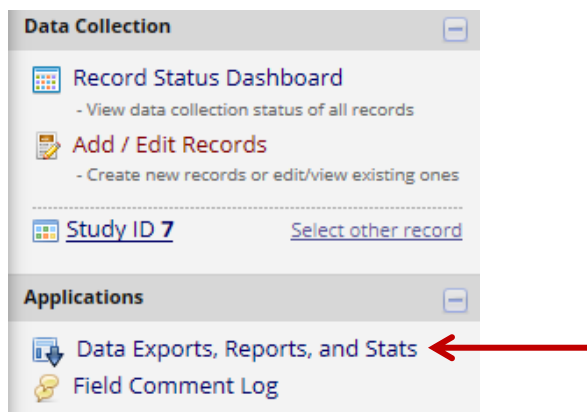 Data Collection
Record Status Dashboard
- View data collection status of all records
Add / Edit Records
- Create new records or edit/view existing ones
Study ID 7 Select other record
Applications
Data Exports, Reports, and Stats
Field Comment Log